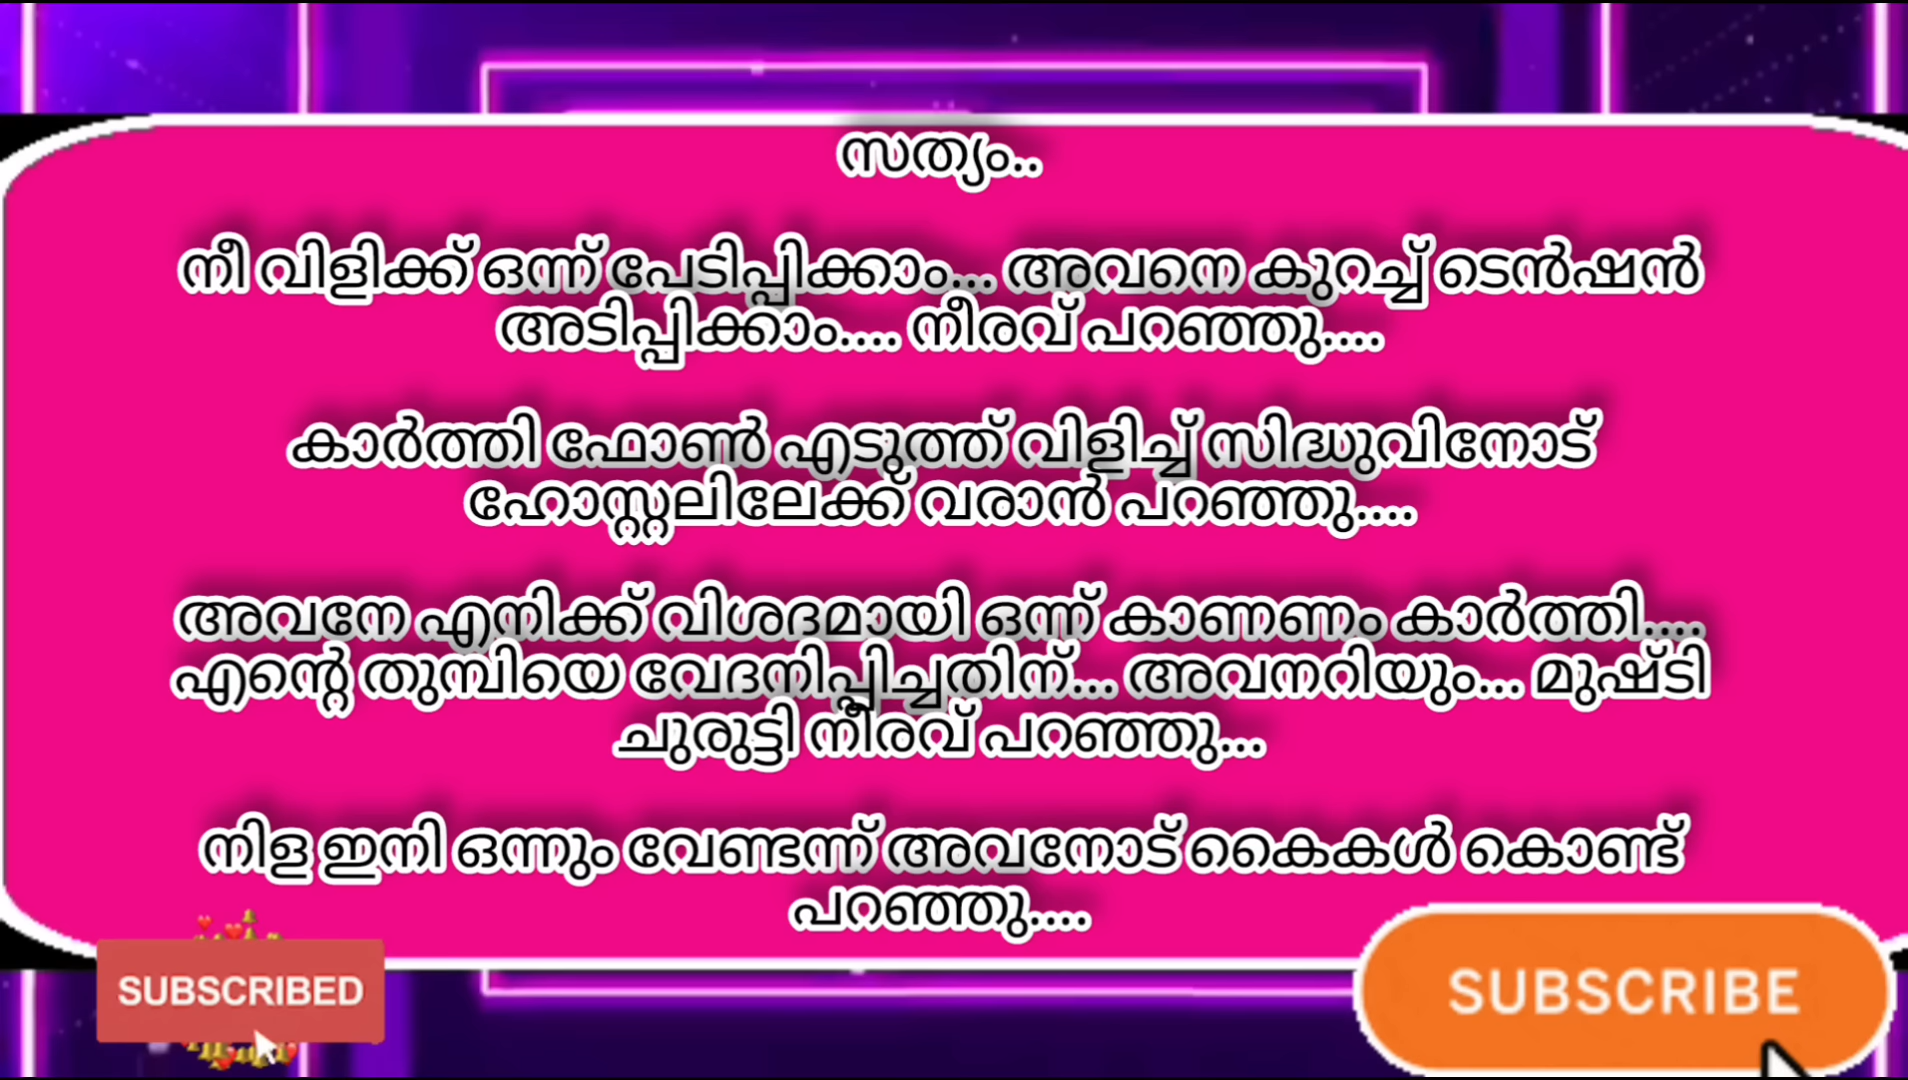 സത്യം..
നീ വിളിക്ക് ഒന്ന് പേടിപ്പിക്കാം... അവനെ കുറച്ച് ടെൻഷൻ
അടിപ്പിക്കാം.... നീരവ് പറഞ്ഞു....
കാർത്തി ഫോൺ എടുത്ത് വിളിച്ച് സിദ്ധുവിനോട്
ഹോസ്റ്റലിലേക്ക് വരാൻ പറഞ്ഞു....
അവനേ എനിക്ക് വിശദമായി ഒന്ന് കാണണം കാർത്തി....
എന്റെ തുമ്പിയെ വേദനിപ്പിച്ചതിന്... അവനറിയും... മുഷ്ടി
ചുരുട്ടി നീരവ് പറഞ്ഞു...
നിള ഇനി ഒന്നും വേണ്ടന്ന് അവനോട് കൈകൾ കൊണ്ട്
പറഞ്ഞു....
SUBSCRIBED
SUBSCRIBE